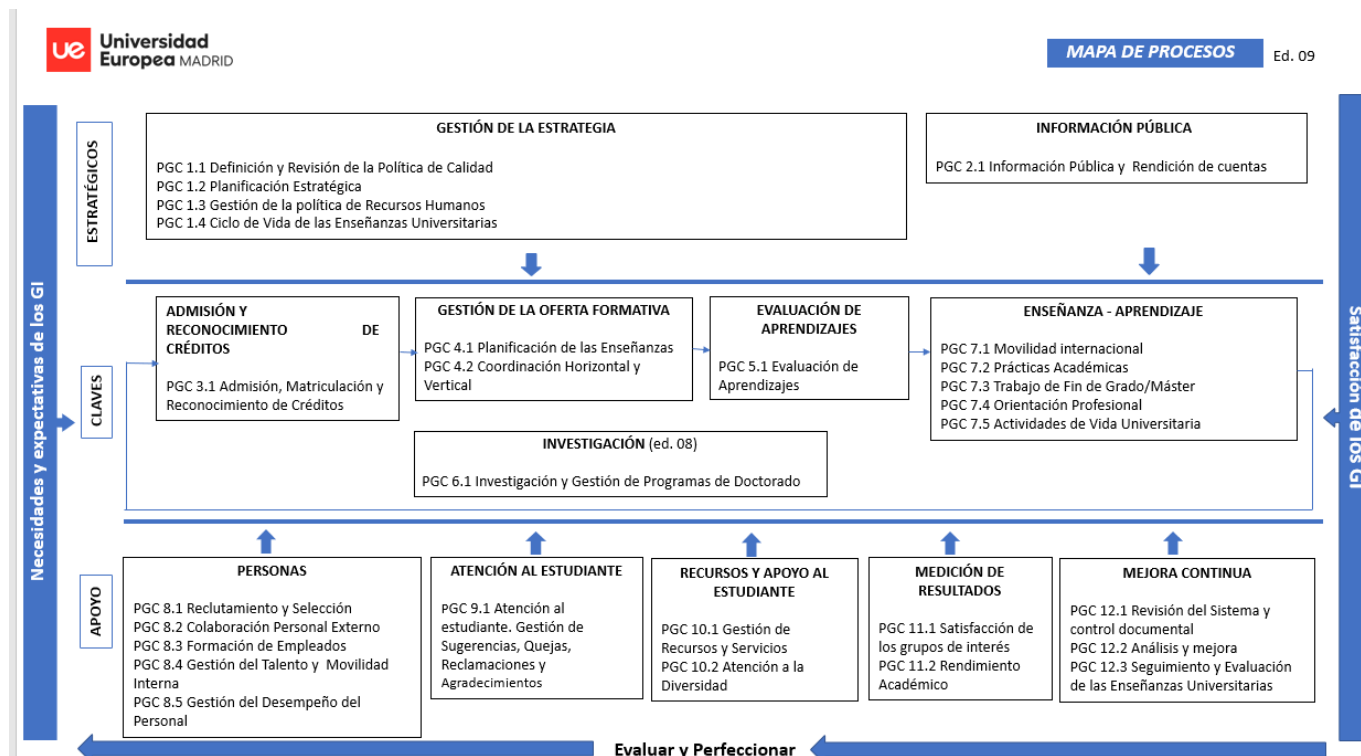 ue Universidad
Europea MADRID
MAPA DE PROCESOS Ed. 09
Necesidades y expectativas de los GI
ESTRATÉGICOS
GESTIÓN DE LA ESTRATEGIA
PGC 1.1 Definición y Revisión de la Política de Calidad
PGC 1.2 Planificación Estratégica
PGC 1.3 Gestión de la política de Recursos Humanos
PGC 1.4 Ciclo de Vida de las Enseñanzas Universitarias
INFORMACIÓN PÚBLICA
PGC 2.1 Información Pública y Rendición de cuentas
CLAVES
ADMISIÓN Y
RECONOCIMIENTO DE
CRÉDITOS
PGC 3.1 Admisión, Matriculación y
Reconocimiento de Créditos
GESTIÓN DE LA OFERTA FORMATIVA
PGC 4.1 Planificación de las Enseñanzas
PGC 4.2 Coordinación Horizontal y
Vertical
EVALUACIÓN DE
APRENDIZAJES
PGC 5.1 Evaluación de
Aprendizajes
ENSEÑANZA - APRENDIZAJE
PGC 7.1 Movilidad internacional
PGC 7.2 Prácticas Académicas
PGC 7.3 Trabajo de Fin de Grado/Máster
PGC 7.4 Orientación Profesional
PGC 7.5 Actividades de Vida Universitaria
INVESTIGACIÓN (ed. 08)
PGC 6.1 Investigación y Gestión de Programas de Doctorado
APOYO
PERSONAS
PGC 8.1 Reclutamiento y Selección
PGC 8.2 Colaboración Personal Externo
PGC 8.3 Formación de Empleados
PGC 8.4 Gestión del Talento y Movilidad
Interna
PGC 8.5 Gestión del Desempeño del
Personal
ATENCIÓN AL ESTUDIANTE
PGC 9.1 Atención al
estudiante. Gestión de
Sugerencias, Quejas,
Reclamaciones y
Agradecimientos
RECURSOS Y APOYO AL
ESTUDIANTE
PGC 10.1 Gestión de
Recursos y Servicios
PGC 10.2 Atención a la
Diversidad
MEDICIÓN DE
RESULTADOS
PGC 11.1 Satisfacción de
los grupos de interés
PGC 11.2 Rendimiento
Académico
MEJORA CONTINUA
PGC 12.1 Revisión del Sistema y
control documental
PGC 12.2 Análisis y mejora
PGC 12.3 Seguimiento y Evaluación
de las Enseñanzas Universitarias
Satisfacción de los GI
Evaluar y Perfeccionar